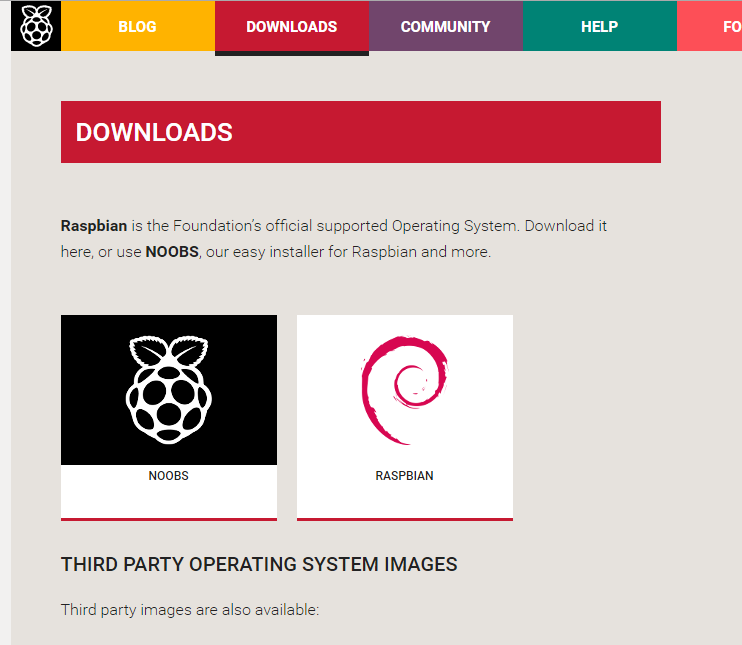 BLOG
DOWNLOADS
COMMUNITY
HELP
FO
DOWNLOADS
Raspbian is the Foundation's official supported Operating System. Download it
here, or use NOOBS, our easy installer for Raspbian and more.
NOOBS
RASPBIAN
THIRD PARTY OPERATING SYSTEM IMAGES
Third party images are also available: